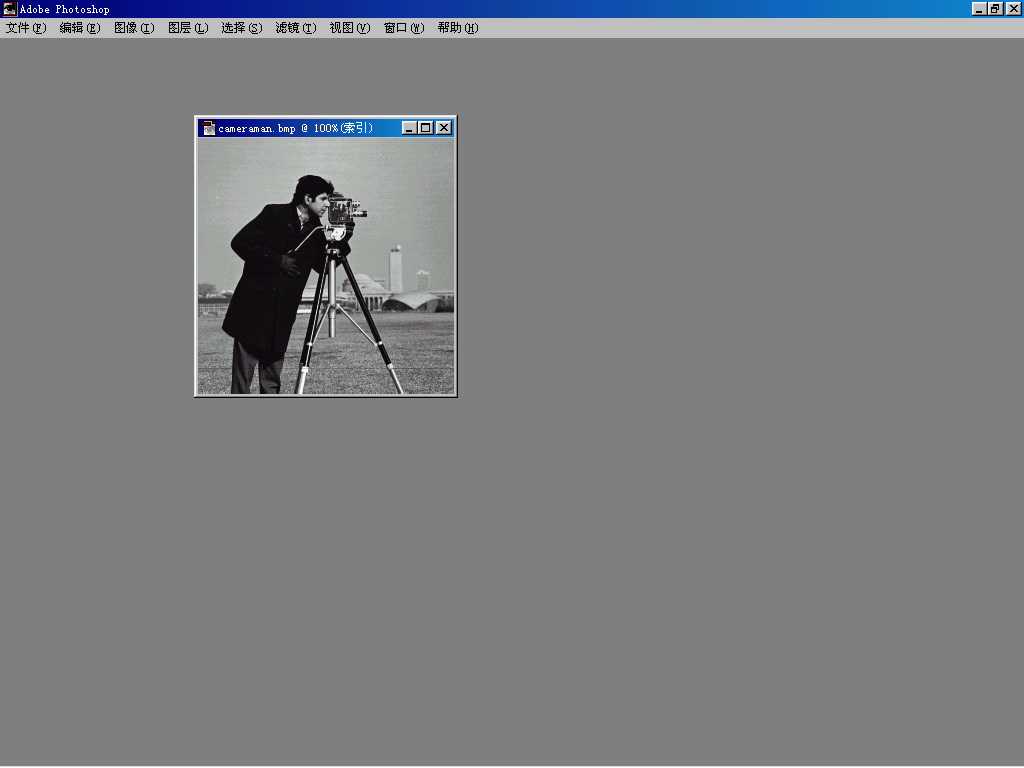 Adobe Photoshop
文件(F) 编辑(E) 图像(I) 图层(L) 选择(S) 滤镜(T) 视图(V) 窗口(W) 帮助(H)
cameraman.bmp @ 100%(索引)